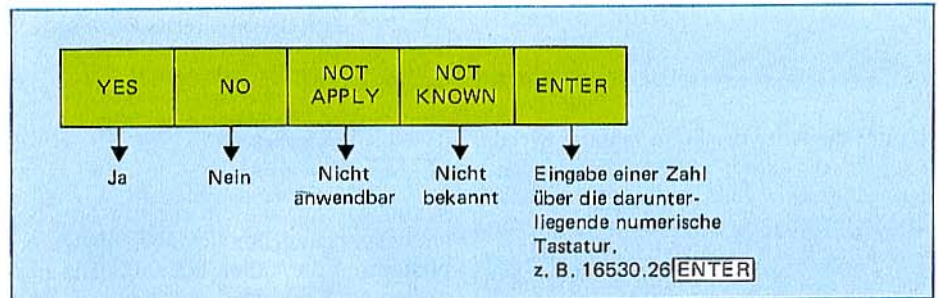 YES
NO
NOT
APPLY
NOT
KNOWN
ENTER
Ja
Nein
Nicht
anwendbar
Nicht
bekannt
Eingabe einer Zahl
über die darunter-
liegende numerische
Tastatur.
z. B. 16530.26 ENTER